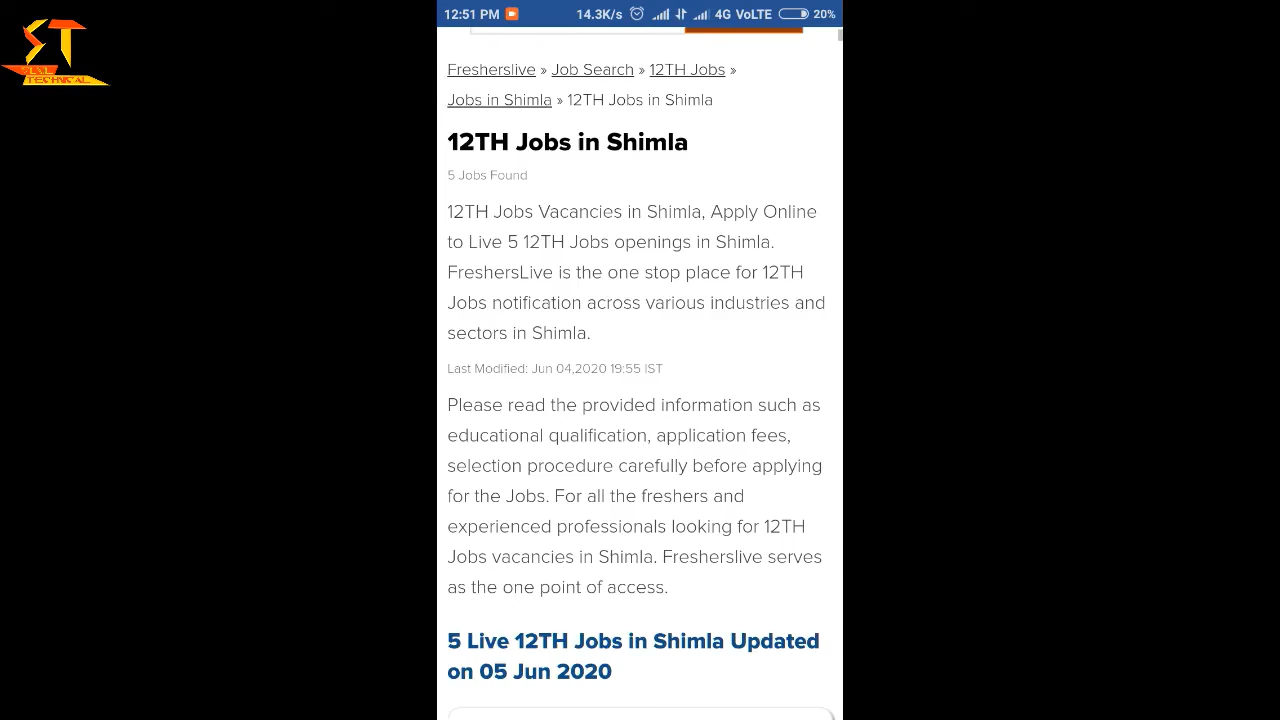 12:51 PM 14.3K/s 4G VoLTE 20%
ST
TECHNICAL
Fresherslive » Job Search » 12TH Jobs »
Jobs in Shimla » 12TH Jobs in Shimla
12TH Jobs in Shimla
5 Jobs Found
12TH Jobs Vacancies in Shimla, Apply Online
to Live 5 12TH Jobs openings in Shimla.
FreshersLive is the one stop place for 12TH
Jobs notification across various industries and
sectors in Shimla.
Last Modified: Jun 04,2020 19:55 IST
Please read the provided information such as
educational qualification, application fees,
selection procedure carefully before applying
for the Jobs. For all the freshers and
experienced professionals looking for 12TH
Jobs vacancies in Shimla. Fresherslive serves
as the one point of access.
5 Live 12TH Jobs in Shimla Updated
on 05 Jun 2020